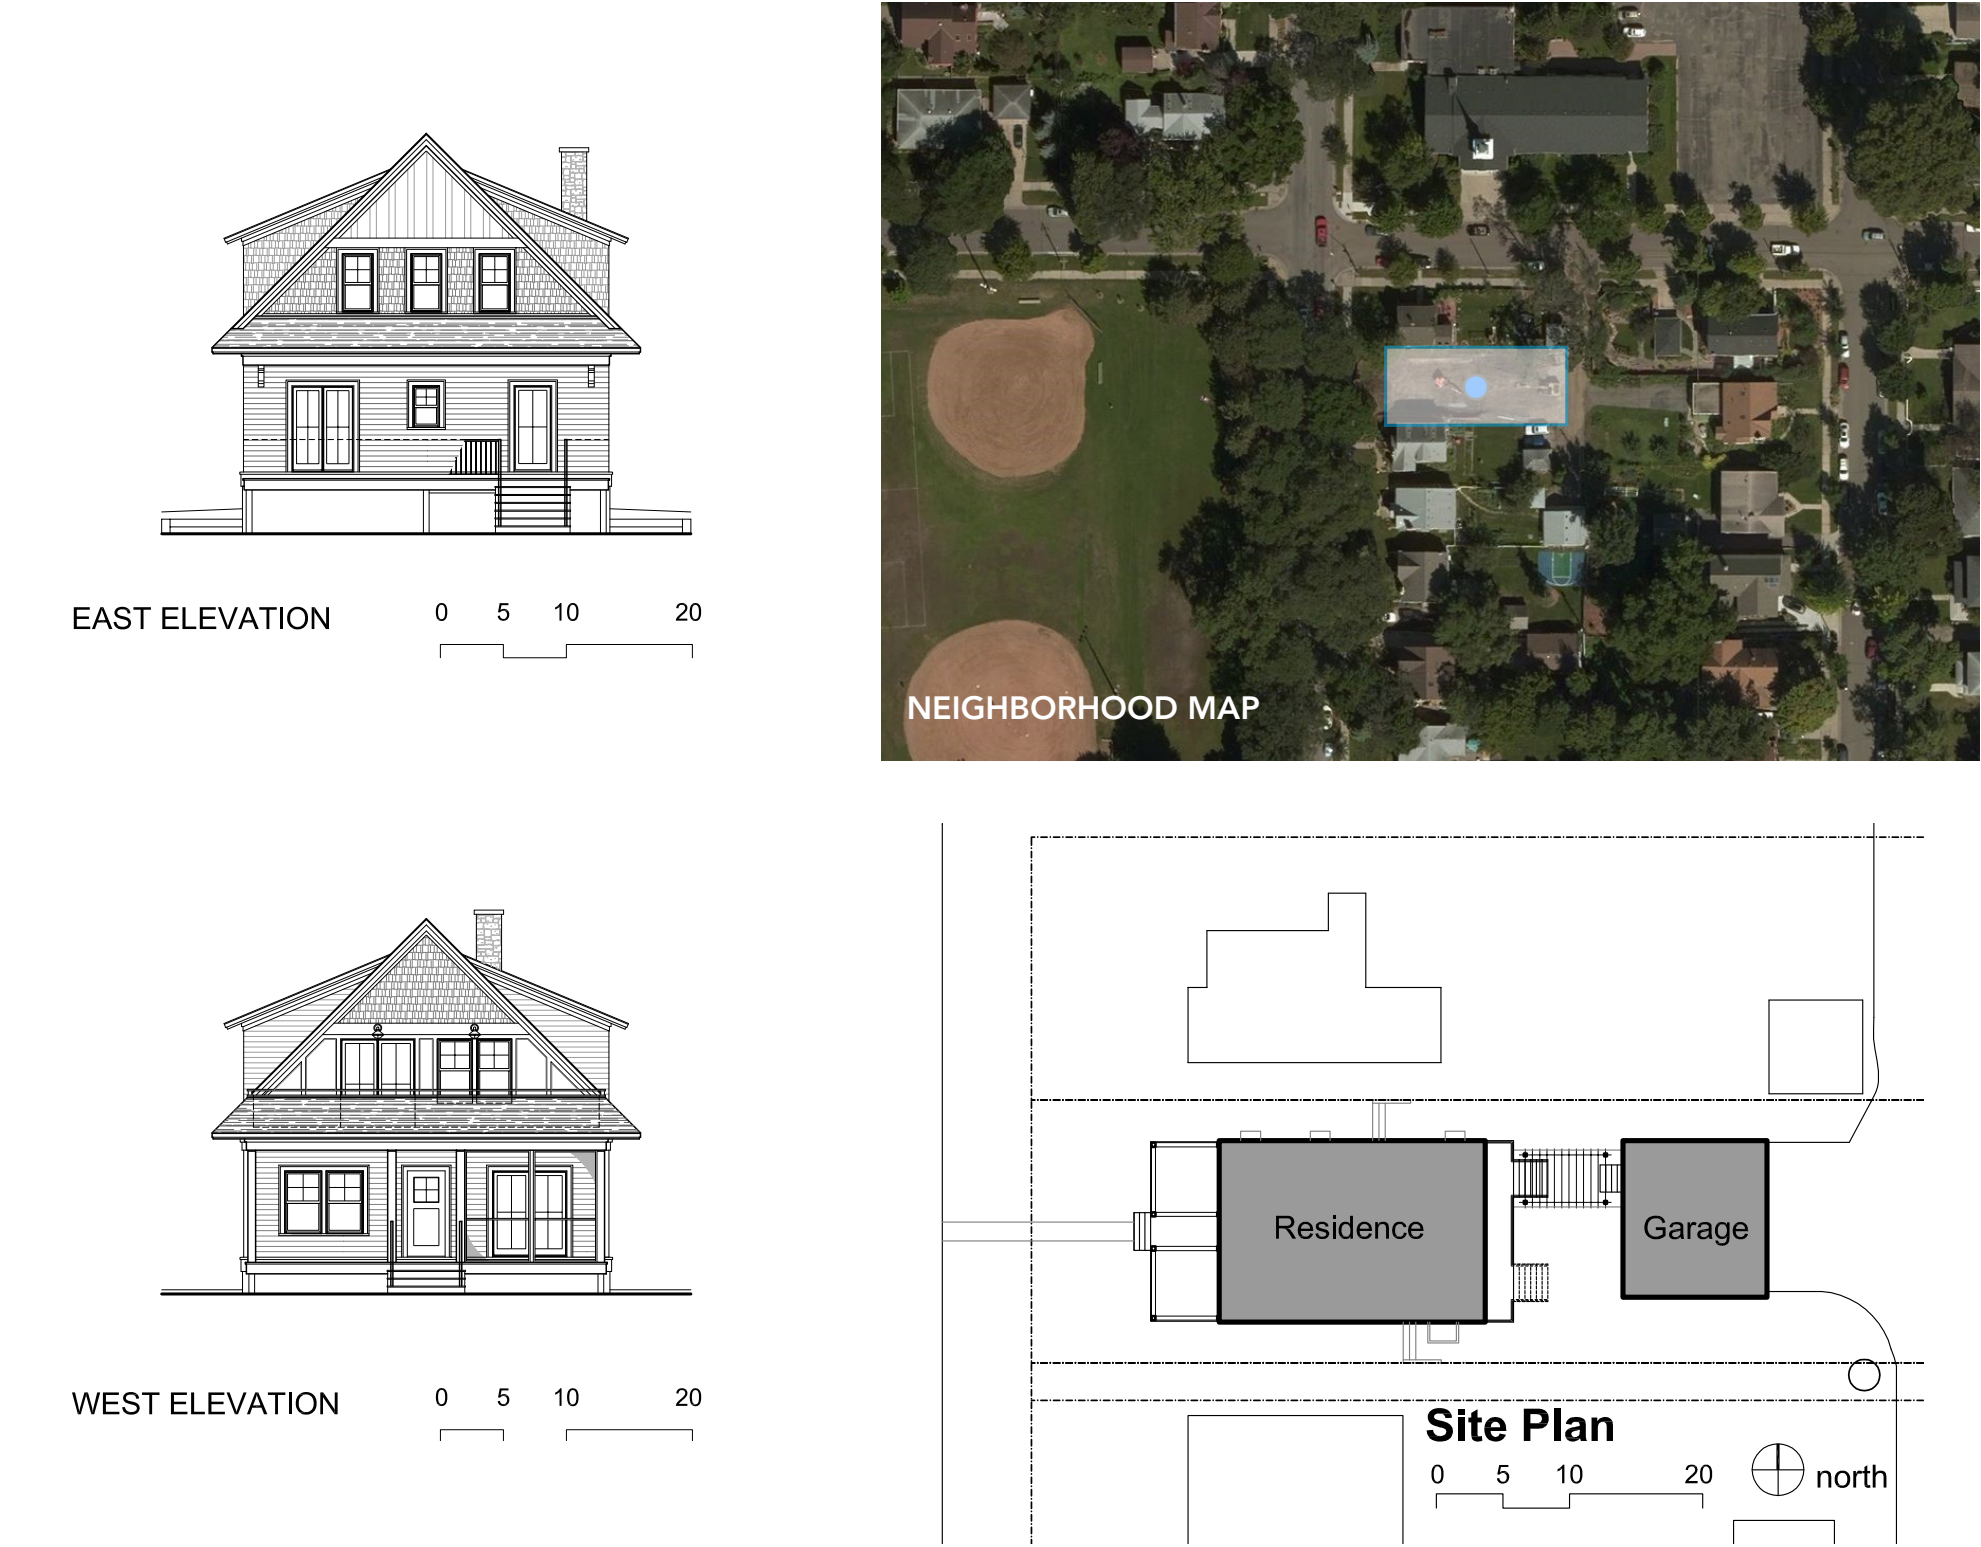 EAST ELEVATION
0 5 10 20
NEIGHBORHOOD MAP
WEST ELEVATION
0 5 10 20
Residence
Garage
Site Plan
0 5 10 20
north